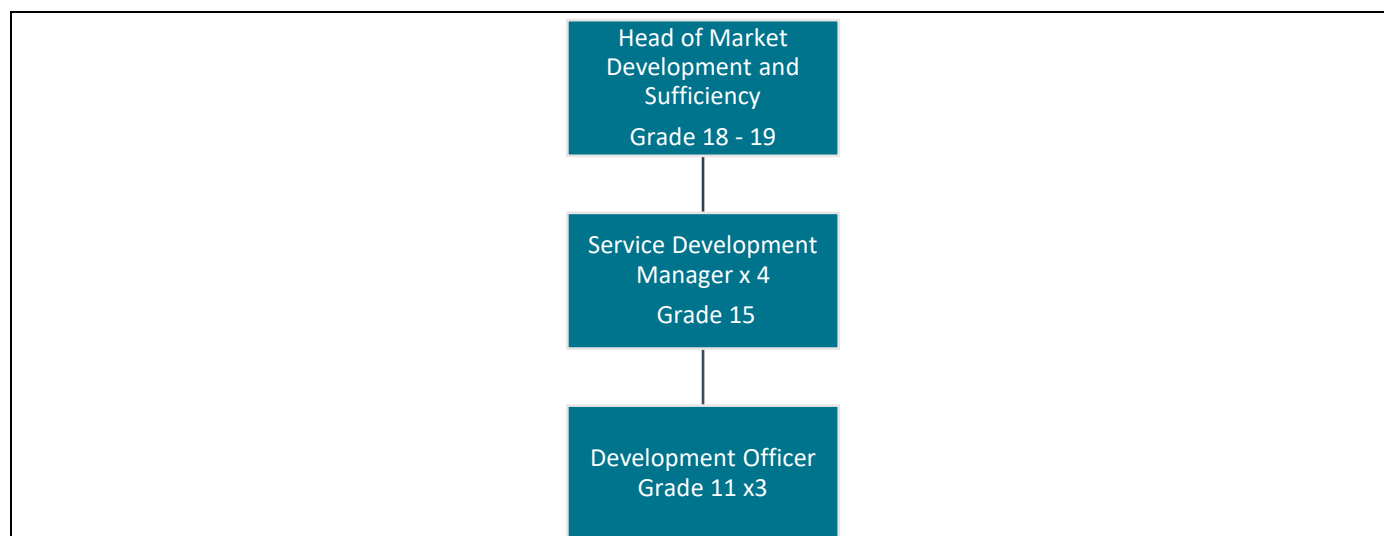 Head of Market
Development and
Sufficiency
Grade 18 - 19
Service Development
Manager x 4
Grade 15
Development Officer
Grade 11 x3